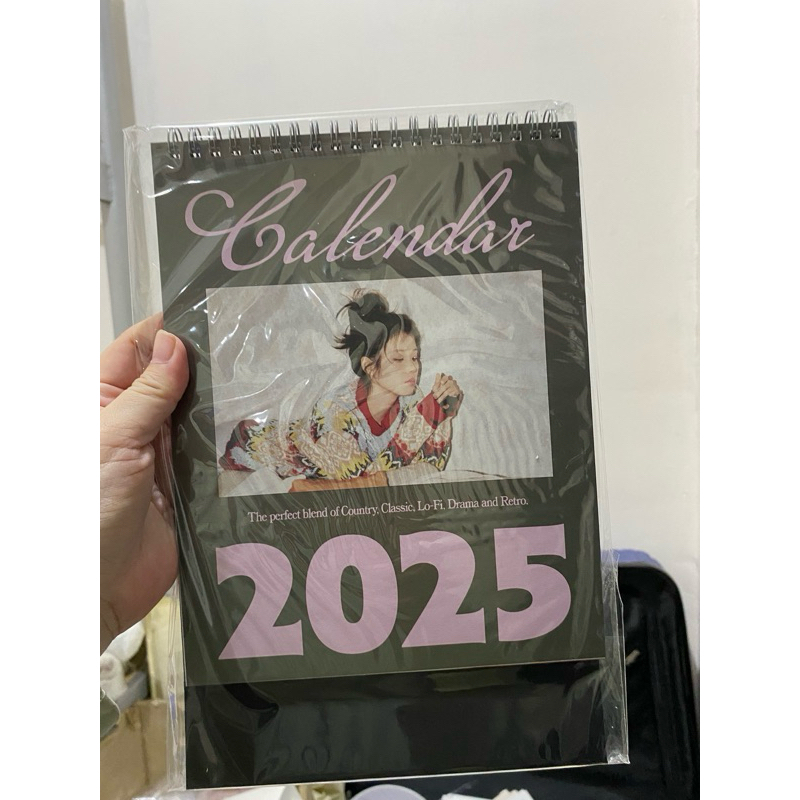 Calendar
The perfect blend of Country, Classic, Lo-Fi, Drama and Retro.
2025